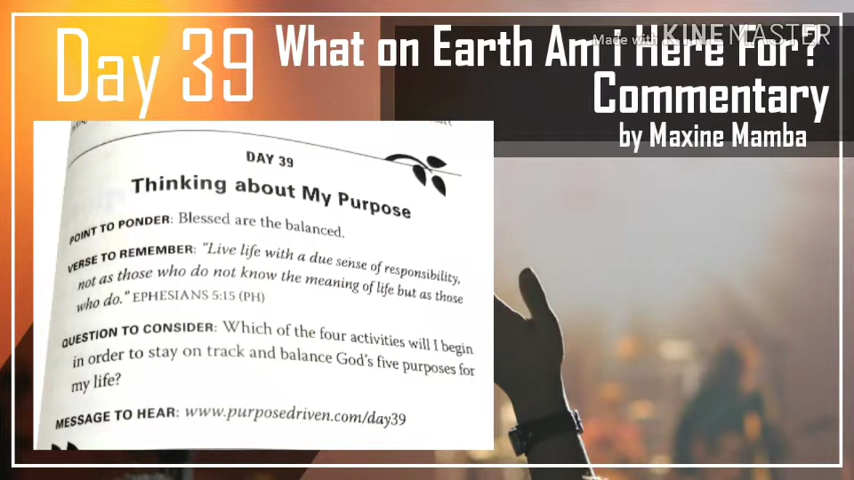 Day 39
What on Earth Am i Here For?
Made with KINEMASTER
Commentary
by Maxine Mamba
DAY 39
Thinking about My Purpose
POINT TO PONDER: Blessed are the balanced.
VERSE TO REMEMBER: "Live life with a due sense of responsibility,
not as those who do not know the meaning of life but as those
who do." EPHESIANS 5:15 (PH)
QUESTION TO CONSIDER: Which of the four activities will I begin
in order to stay on track and balance God's five purposes for
my life?
MESSAGE TO HEAR: www.purposedriven.com/day39